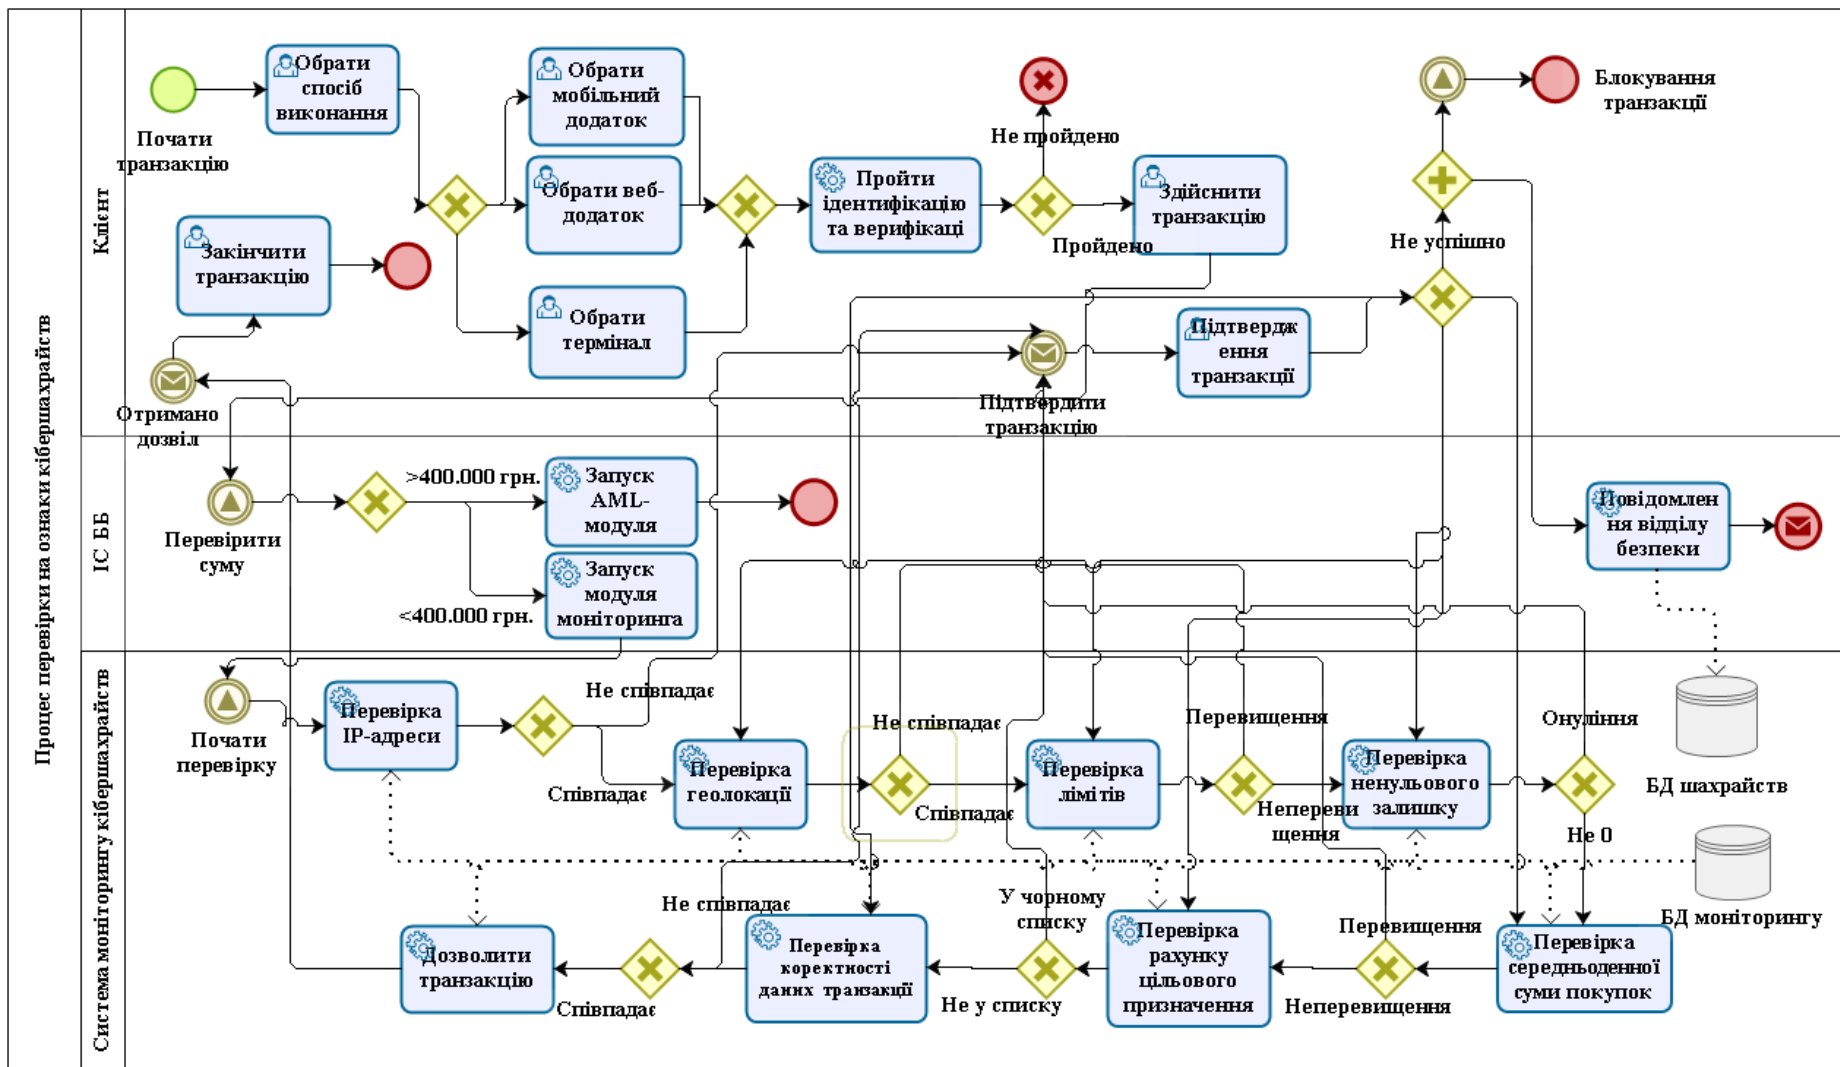 Процес перевірки на ознаки кібершахрайств
Клієнт
Почати
транзакцію
Обрати
спосіб
виконання
Обрати
мобільний
додаток
Обрати веб-
додаток
Обрати
термінал
Пройти
ідентифікацію
та верифікаці
Не пройдено
Пройдено
Здійснити
транзакцію
Блокування
транзакції
Не успішно
Закінчити
транзакцію
Отримано
дозвіл
Підтвердити
транзакцію
Підтвердж
ення
транзакції
ІС ББ
Перевірити
суму
>400.000 грн.
<400.000 грн.
Запуск
AML-
модуля
Запуск
модуля
моніторинга
Повідомлен
ня відділу
безпеки
Система моніторингу кібершахрайств
Почати
перевірку
Перевірка
IP-адреси
Не співпадає
Співпадає
Перевірка
геолокації
Не співпадає
Співпадає
Перевірка
лімітів
Перевищення
Непереви
щення
Перевірка
ненульового
залишку
Онуління
Не 0
БД шахрайств
БД моніторингу
Дозволити
транзакцію
Співпадає
Не співпадає
Перевірка
коректності
даних транзакції
У чорному
списку
Не у списку
Перевірка
рахунку
цільового
призначення
Перевищення
Неперевищення
Перевірка
середньоденної
суми покупок